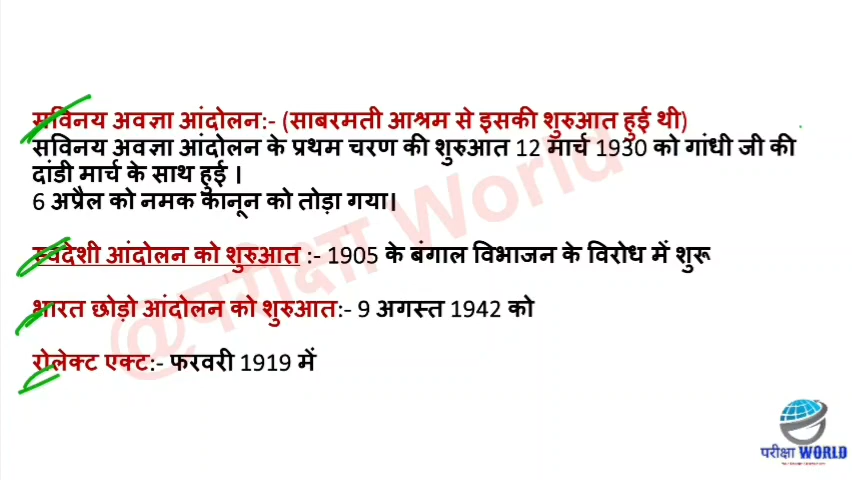 सविनय अवज्ञा आंदोलन:- (साबरमती आश्रम से इसकी शुरुआत हुई थी)
सविनय अवज्ञा आंदोलन के प्रथम चरण की शुरुआत 12 मार्च 1930 को गांधी जी की
दांडी मार्च के साथ हुई ।
6 अप्रैल को नमक कानून को तोड़ा गया।
स्वदेशी आंदोलन को शुरुआत :- 1905 के बंगाल विभाजन के विरोध में शुरू
भारत छोड़ो आंदोलन को शुरुआत:- 9 अगस्त 1942 को
रोलेक्ट एक्ट:- फरवरी 1919 में
@परीक्षा World
परीक्षा WORLD